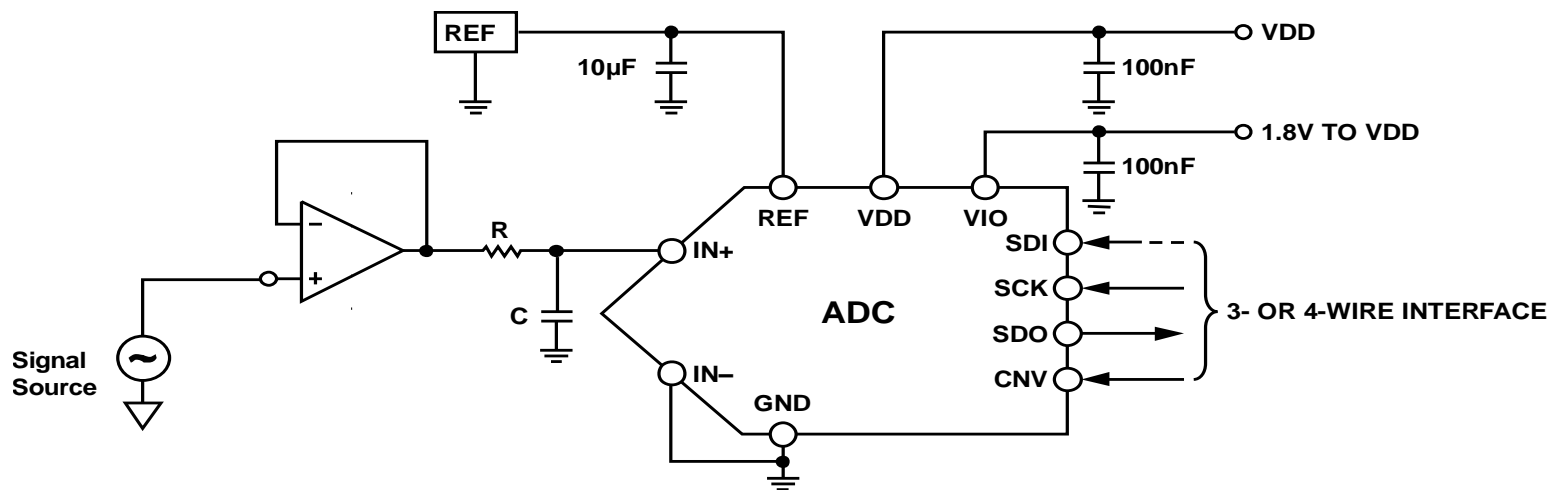 REF
VDD
10µF
100nF
1.8V TO VDD
100nF
REF
VDD
VIO
−
+
R
C
IN+
IN−
ADC
GND
SDI
SCK
SDO
CNV
3- OR 4-WIRE INTERFACE
Signal
Source